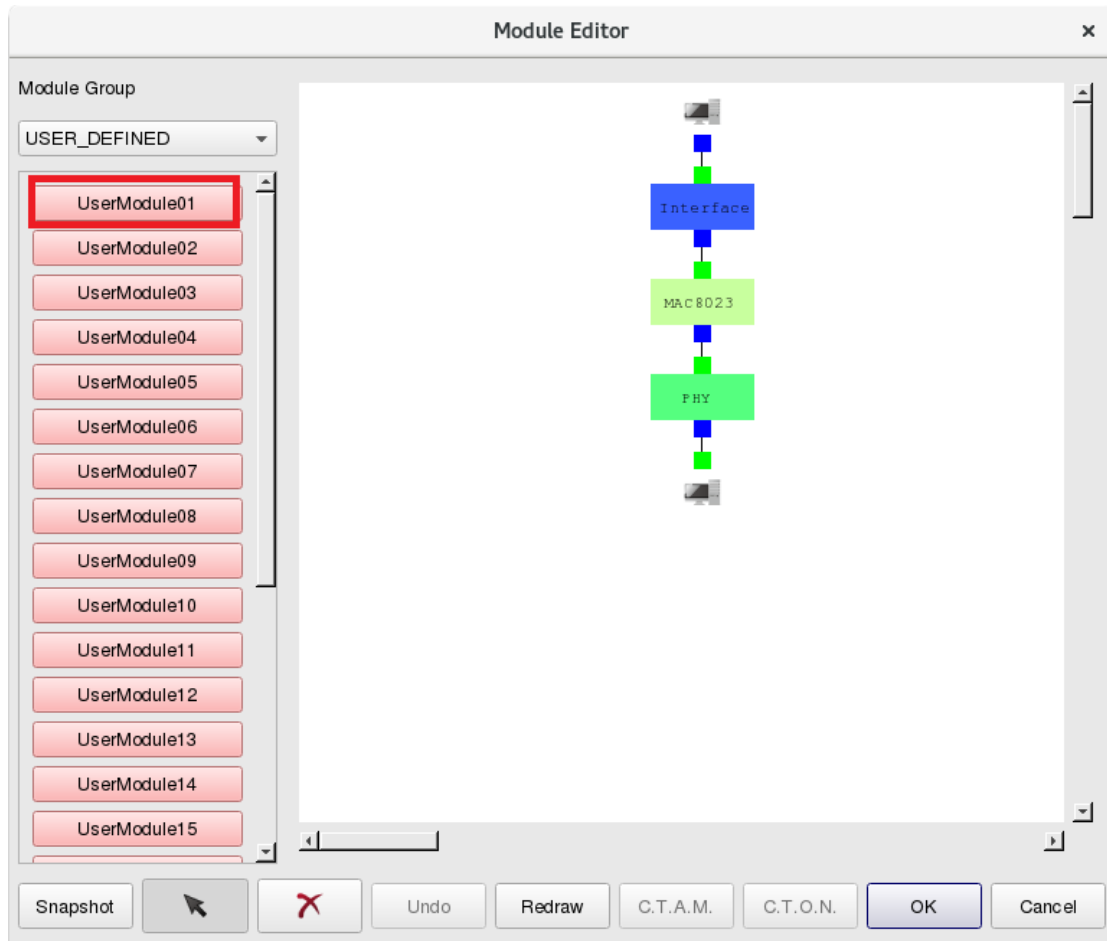 Module Editor
Module Group
USER_DEFINED
UserModule01
UserModule02
UserModule03
UserModule04
UserModule05
UserModule06
UserModule07
UserModule08
UserModule09
UserModule10
UserModule11
UserModule12
UserModule13
UserModule14
UserModule15
Interface
MAC8023
PHY
Snapshot Undo Redraw C.T.A.M. C.T.O.N. OK Cancel